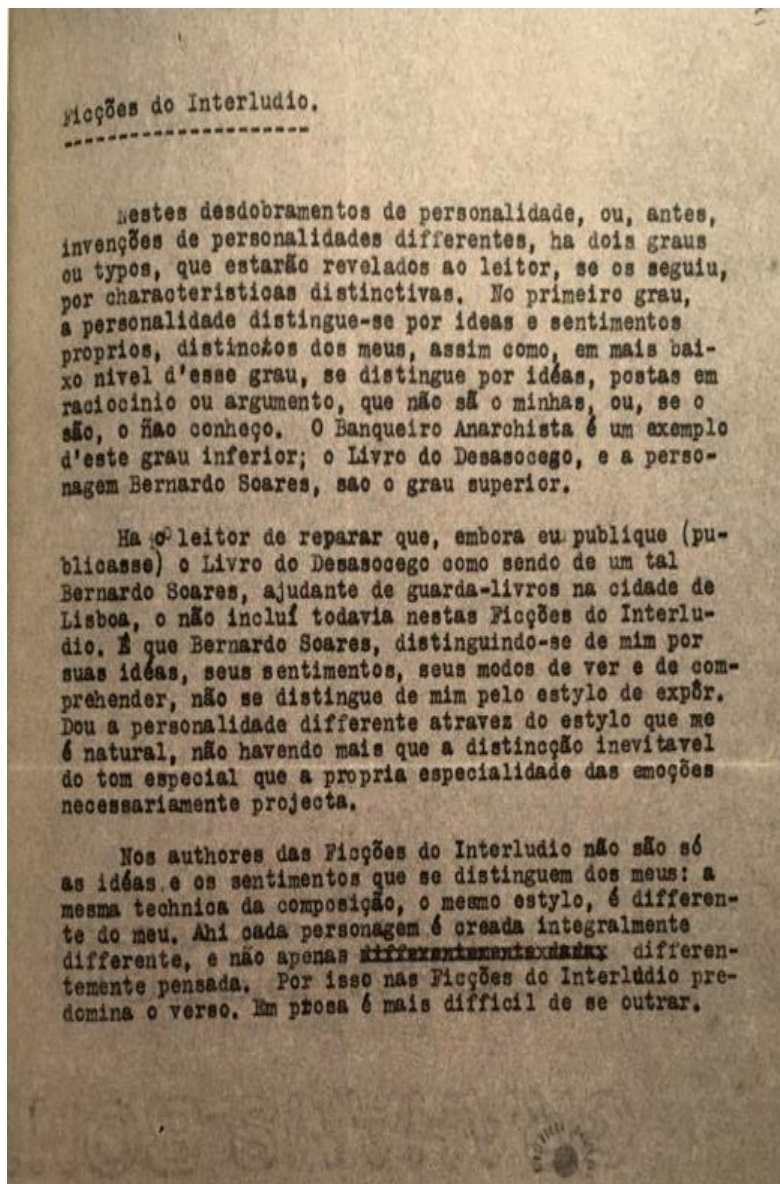 Ficções do Interludio.
Nestes desdobramentos de personalidade, ou, antes,
invenções de personalidades differentes, ha dois graus
ou typos, que estarão revelados ao leitor, se os seguiu,
por characteristicas distinctivas. No primeiro grau,
a personalidade distingue-se por ideas e sentimentos
proprios, distinctos dos meus, assim como, em mais bai-
xo nivel d'esse grau, se distingue por idéas, postas em
raciocinio ou argumento, que não sã o minhas, ou, se o
são, o ñao conheço. O Banqueiro Anarchista é um exemplo
d'este grau inferior; o Livro do Desasocego, e a perso-
nagem Bernardo Soares, sao o grau superior.
Ha o leitor de reparar que, embora eu publique (pu-
blicasse) o Livro do Desasocego como sendo de um tal
Bernardo Soares, ajudante de guarda-livros na cidade de
Lisboa, o não incluí todavia nestas Ficções do Interlu-
dio. É que Bernardo Soares, distinguindo-se de mim por
suas idéas, seus sentimentos, seus modos de ver e de com-
prehender, não se distingue de mim pelo estylo de expôr.
Dou a personalidade differente atravez do estylo que me
é natural, não havendo mais que a distincção inevitavel
do tom especial que a propria especialidade das emoções
necessariamente projecta.
Nos authores das Ficções do Interludio não são só
as idéas e os sentimentos que se distinguem dos meus: a
mesma technica da composição, o mesmo estylo, é differen-
te do meu. Ahi cada personagem é creada integralmente
differente, e não apenas differen-
temente pensada. Por isso nas Ficções do Interlúdio pre-
domina o verso. Em prosa é mais difficil de se outrar.